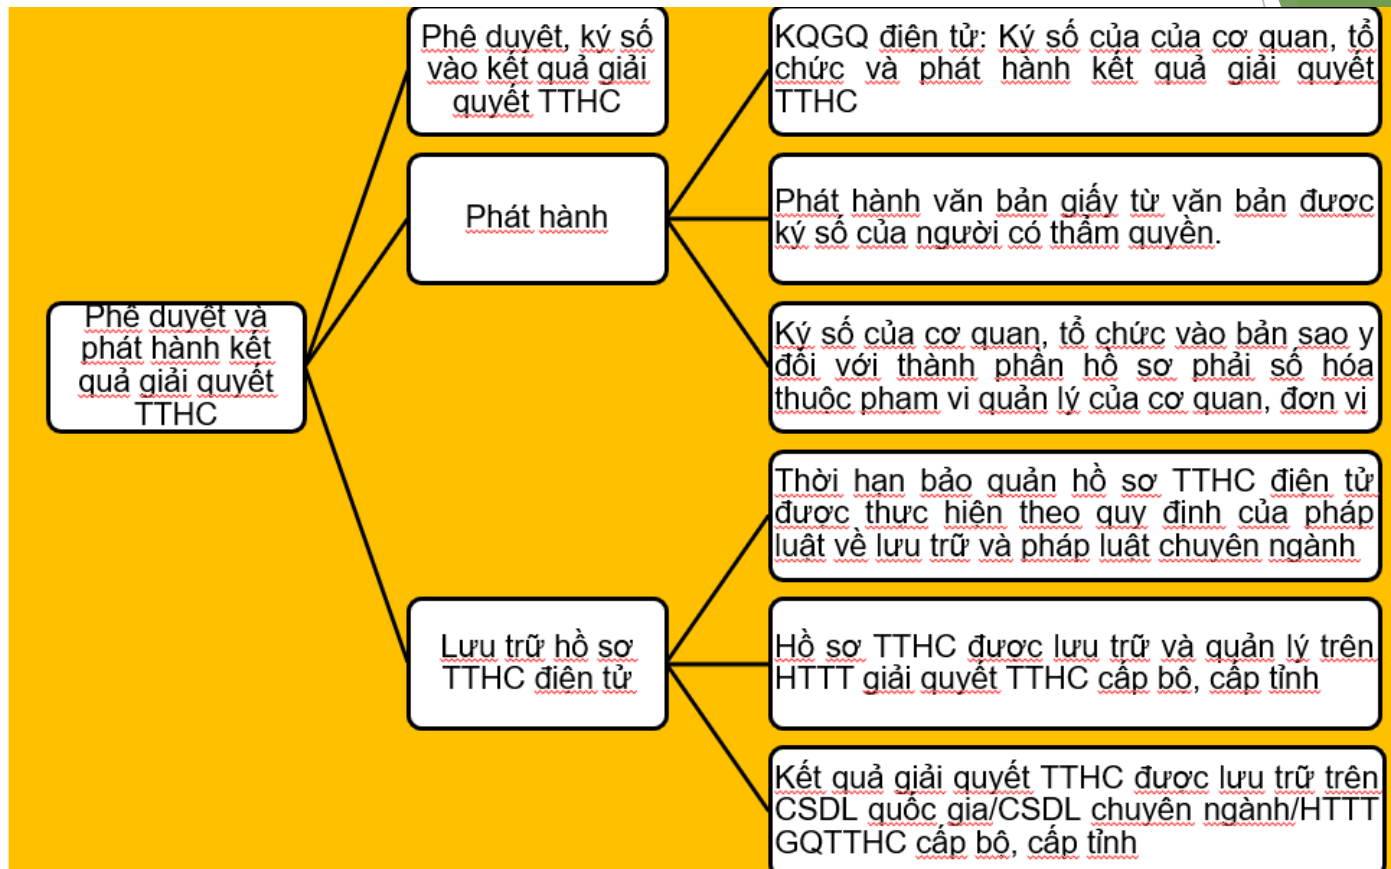 Phê duyệt, ký số
vào kết quả giải
quyết TTHC
KQGQ điện tử: Ký số của của cơ quan, tổ
chức và phát hành kết quả giải quyết
TTHC
Phát hành
Phát hành văn bản giấy từ văn bản được
ký số của người có thẩm quyền.
Phê duyệt và
phát hành kết
quả giải quyết
TTHC
Ký số của cơ quan, tổ chức vào bản sao y
đối với thành phần hồ sơ phải số hóa
thuộc phạm vi quản lý của cơ quan, đơn vị
Thời hạn bảo quản hồ sơ TTHC điện tử
được thực hiện theo quy định của pháp
luật về lưu trữ và pháp luật chuyên ngành
Lưu trữ hồ sơ
TTHC điện tử
Hồ sơ TTHC được lưu trữ và quản lý trên
HTTT giải quyết TTHC cấp bộ, cấp tỉnh
Kết quả giải quyết TTHC được lưu trữ trên
CSDL quốc gia/CSDL chuyên ngành/HTTT
GQTTHC cấp bộ, cấp tỉnh